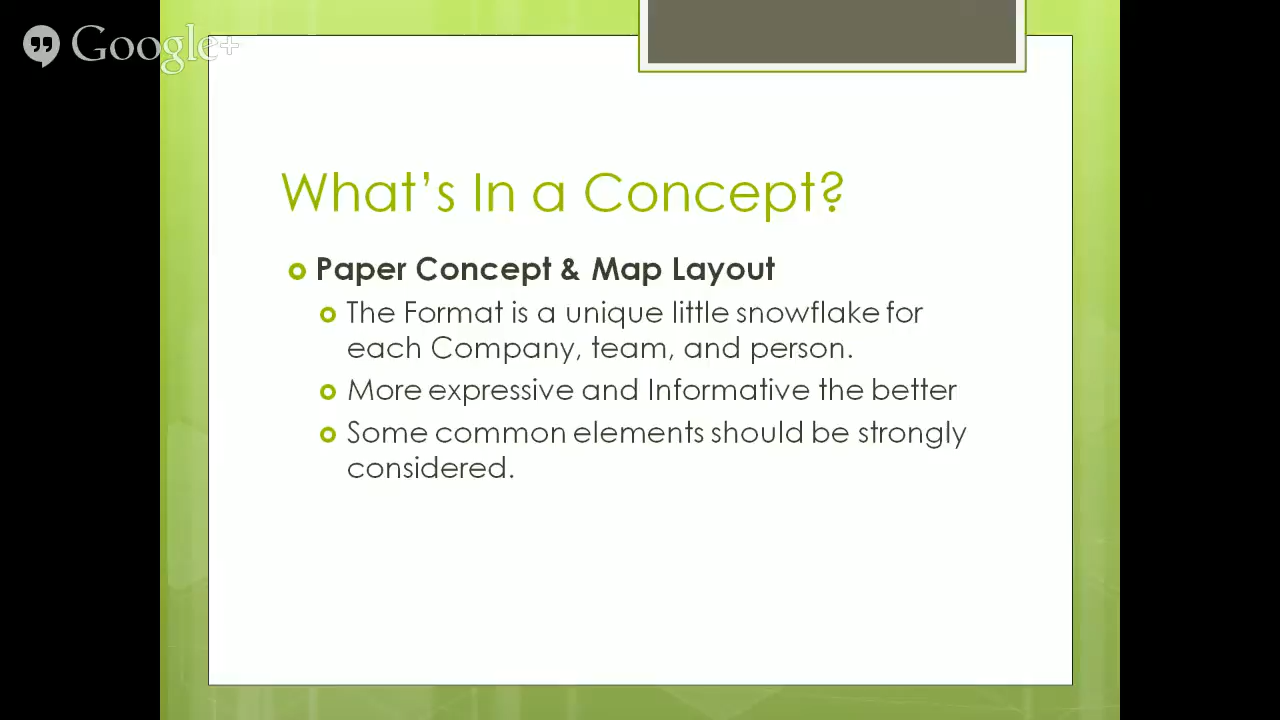 Google+
What's In a Concept?
Paper Concept & Map Layout
The Format is a unique little snowflake for
each Company, team, and person.
More expressive and Informative the better
Some common elements should be strongly
considered.